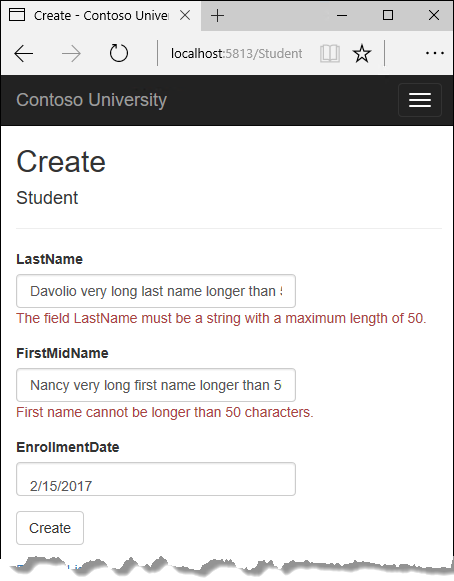 Create - Contoso Univer
localhost:5813/Student
Contoso University
Create
Student
LastName
Davolio very long last name longer than
The field LastName must be a string with a maximum length of 50.
FirstMidName
Nancy very long first name longer than 5
First name cannot be longer than 50 characters.
EnrollmentDate
2/15/2017
Create